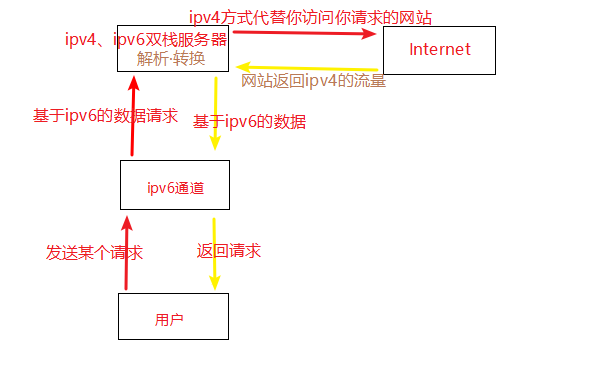 ipv4方式代替你访问你请求的网站
ipv4、ipv6双栈服务器
解析·转换
Internet
网站返回ipv4的流量
基于ipv6的数据请求
基于ipv6的数据
ipv6通道
发送某个请求
返回请求
用户